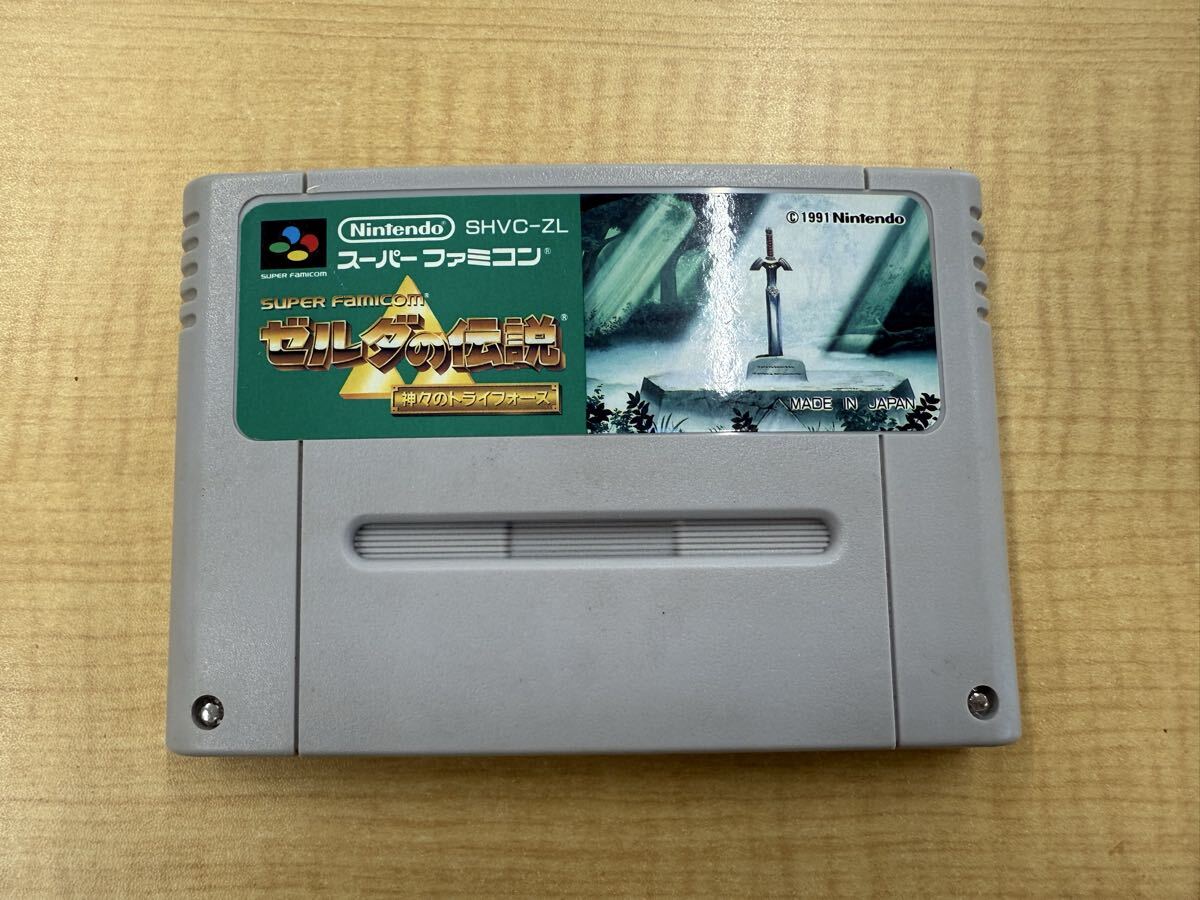 SUPER FAMICOM
Nintendo® SHVC-ZL
スーパーファミコン®
SUPER FAMICOM®
ゼルダの伝説®
神々のトライフォース
©1991 Nintendo
MADE IN JAPAN